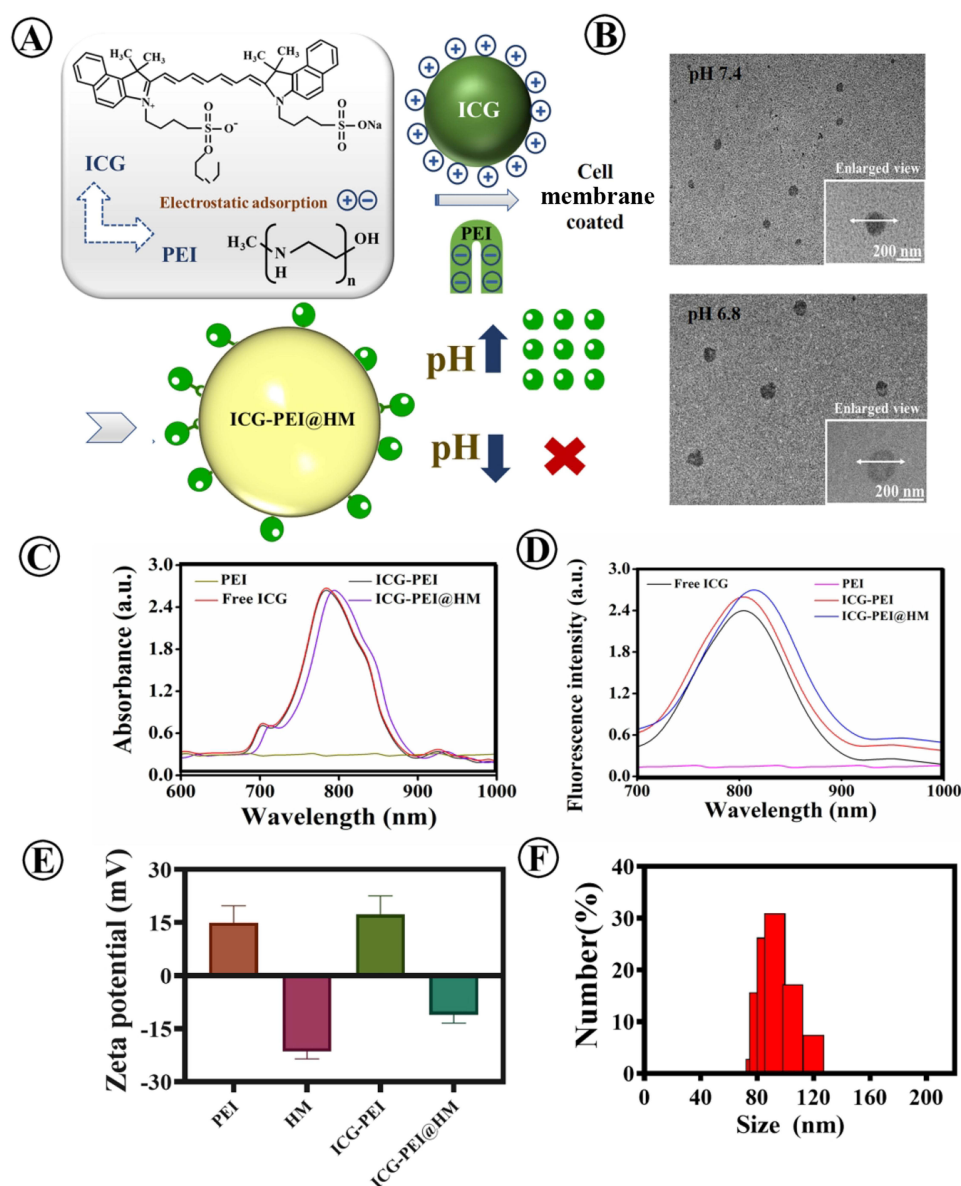 A
H₃C
CH₃
H₃C
CH₃
N⁺
N
O
S
O⁻
O
O
S
ONa
O
ICG
Electrostatic adsorption
+
−
PEI
H₃C
N
H
OH
n
ICG
Cell
membrane
coated
PEI
ICG-PEI@HM
pH
pH
B
pH 7.4
Enlarged view
200 nm
pH 6.8
Enlarged view
200 nm
C
Absorbance (a.u.)
3.0
2.4
1.8
1.2
0.6
0.0
PEI
ICG-PEI
Free ICG
ICG-PEI@HM
600
700
800
900
1000
Wavelength (nm)
D
Fluorescence intensity (a.u.)
3.0
2.4
1.8
1.2
0.6
0.0
Free ICG
PEI
ICG-PEI
ICG-PEI@HM
700
800
900
1000
Wavelength (nm)
E
Zeta potential (mV)
30
15
0
-15
-30
PEI
HM
ICG-PEI
ICG-PEI@HM
F
Number(%)
40
30
20
10
0
0
40
80
120
160
200
Size (nm)